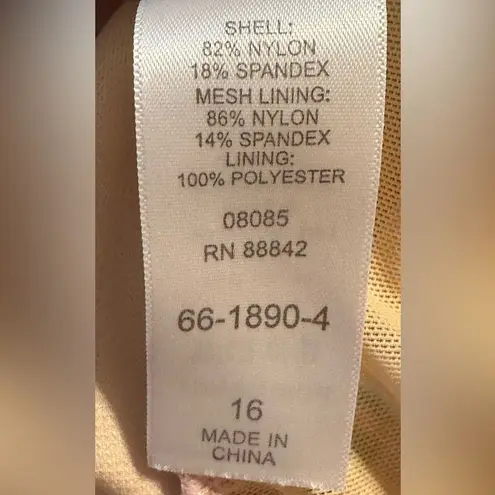 SHELL:
82% NYLON
18% SPANDEX
MESH LINING:
86% NYLON
14% SPANDEX
LINING:
100% POLYESTER
08085
RN 88842
66-1890-4
16
MADE IN
CHINA